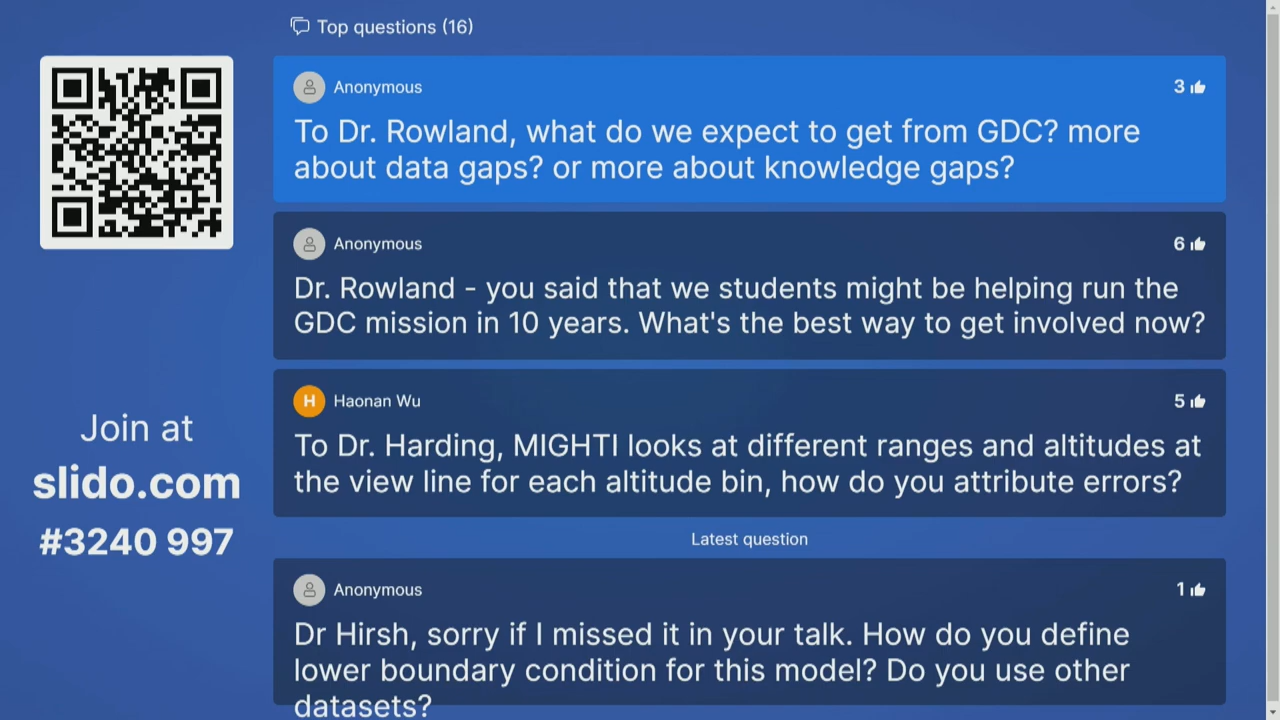 Top questions (16)
Anonymous
3
To Dr. Rowland, what do we expect to get from GDC? more
about data gaps? or more about knowledge gaps?
Anonymous
6
Dr. Rowland - you said that we students might be helping run the
GDC mission in 10 years. What's the best way to get involved now?
H
Haonan Wu
5
To Dr. Harding, MIGHTI looks at different ranges and altitudes at
the view line for each altitude bin, how do you attribute errors?
Latest question
Anonymous
1
Dr Hirsh, sorry if I missed it in your talk. How do you define
lower boundary condition for this model? Do you use other
datasets?
Join at
slido.com
#3240 997